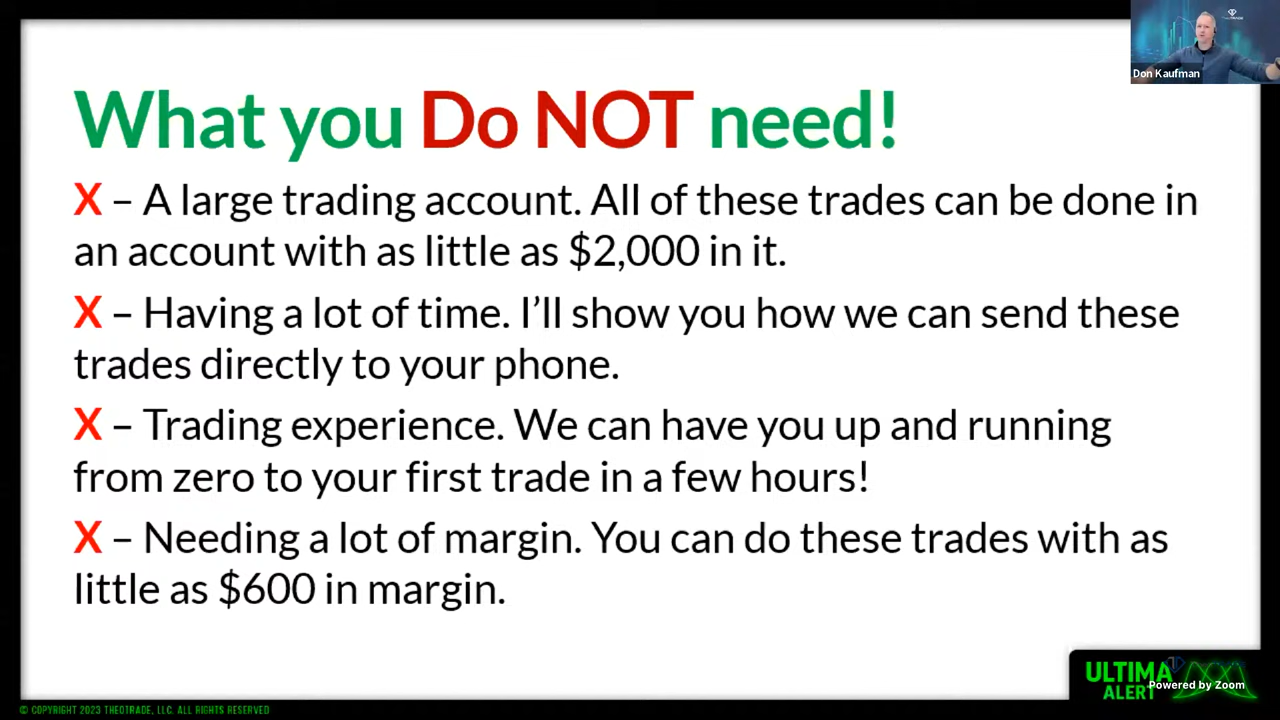 What you Do NOT need!
X – A large trading account. All of these trades can be done in
an account with as little as $2,000 in it.
X – Having a lot of time. I’ll show you how we can send these
trades directly to your phone.
X – Trading experience. We can have you up and running
from zero to your first trade in a few hours!
X – Needing a lot of margin. You can do these trades with as
little as $600 in margin.
Don Kaufman
ULTIMA
ALERT
Powered by Zoom
© COPYRIGHT 2023 THEOTRADE, LLC. ALL RIGHTS RESERVED